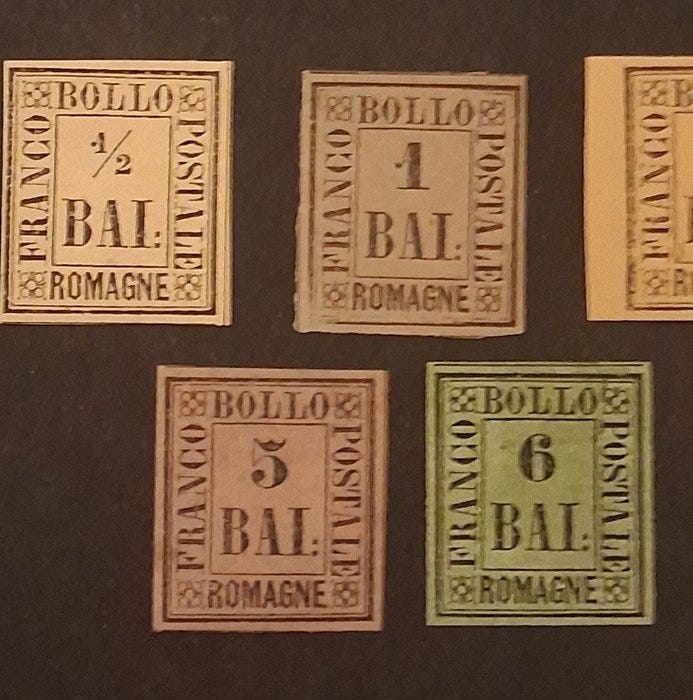 BOLLO
FRANCO
1/2
BAI:
POSTALE
ROMAGNE
BOLLO
FRANCO
1
BAI:
POSTALE
ROMAGNE
BOLLO
FRANCO
5
BAI:
POSTALE
ROMAGNE
BOLLO
FRANCO
6
BAI:
POSTALE
ROMAGNE